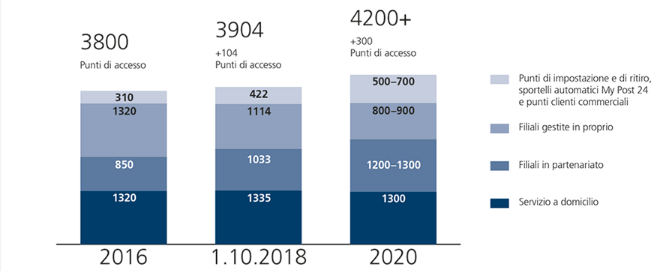 3800
Punti di accesso
3904
+104
Punti di accesso
4200+
+300
Punti di accesso
310
1320
850
1320
422
1114
1033
1335
500–700
800–900
1200–1300
1300
Punti di impostazione e di ritiro,
sportelli automatici My Post 24
e punti clienti commerciali
Filiali gestite in proprio
Filiali in partenariato
Servizio a domicilio
2016
1.10.2018
2020